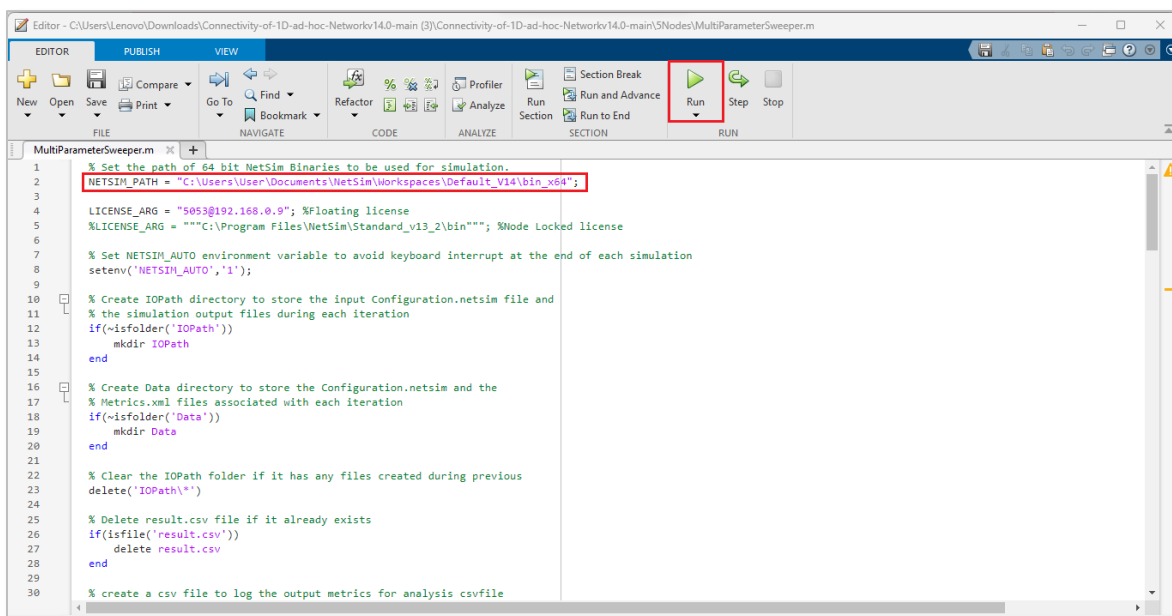 Editor - C:\Users\Lenovo\Downloads\Connectivity-of-1D-ad-hoc-Networkv14.0-main (3)\Connectivity-of-1D-ad-hoc-Networkv14.0-main\5Nodes\MultiParameterSweeper.m
EDITOR PUBLISH VIEW
New Open Save Compare Print Go To Find Bookmark Refactor Profiler Analyze Run Section Section Break Run and Advance Run to End Run Step Stop
FILE NAVIGATE CODE ANALYZE SECTION RUN
MultiParameterSweeper.m
1 % Set the path of 64 bit NetSim Binaries to be used for simulation.
2 NETSIM_PATH = "C:\Users\User\Documents\NetSim\Workspaces\Default_V14\bin_x64";
3
4 LICENSE_ARG = "5053@192.168.0.9"; %Floating license
5 %LICENSE_ARG = """C:\Program Files\NetSim\Standard_v13_2\bin"""; %Node Locked license
6
7 % Set NETSIM_AUTO environment variable to avoid keyboard interrupt at the end of each simulation
8 setenv('NETSIM_AUTO','1');
9
10 % Create IOPath directory to store the input Configuration.netsim file and
11 % the simulation output files during each iteration
12 if(~isfolder('IOPath'))
13 mkdir IOPath
14 end
15
16 % Create Data directory to store the Configuration.netsim and the
17 % Metrics.xml files associated with each iteration
18 if(~isfolder('Data'))
19 mkdir Data
20 end
21
22 % Clear the IOPath folder if it has any files created during previous
23 delete('IOPath\*')
24
25 % Delete result.csv file if it already exists
26 if(isfile('result.csv'))
27 delete result.csv
28 end
29
30 % create a csv file to log the output metrics for analysis csvfile